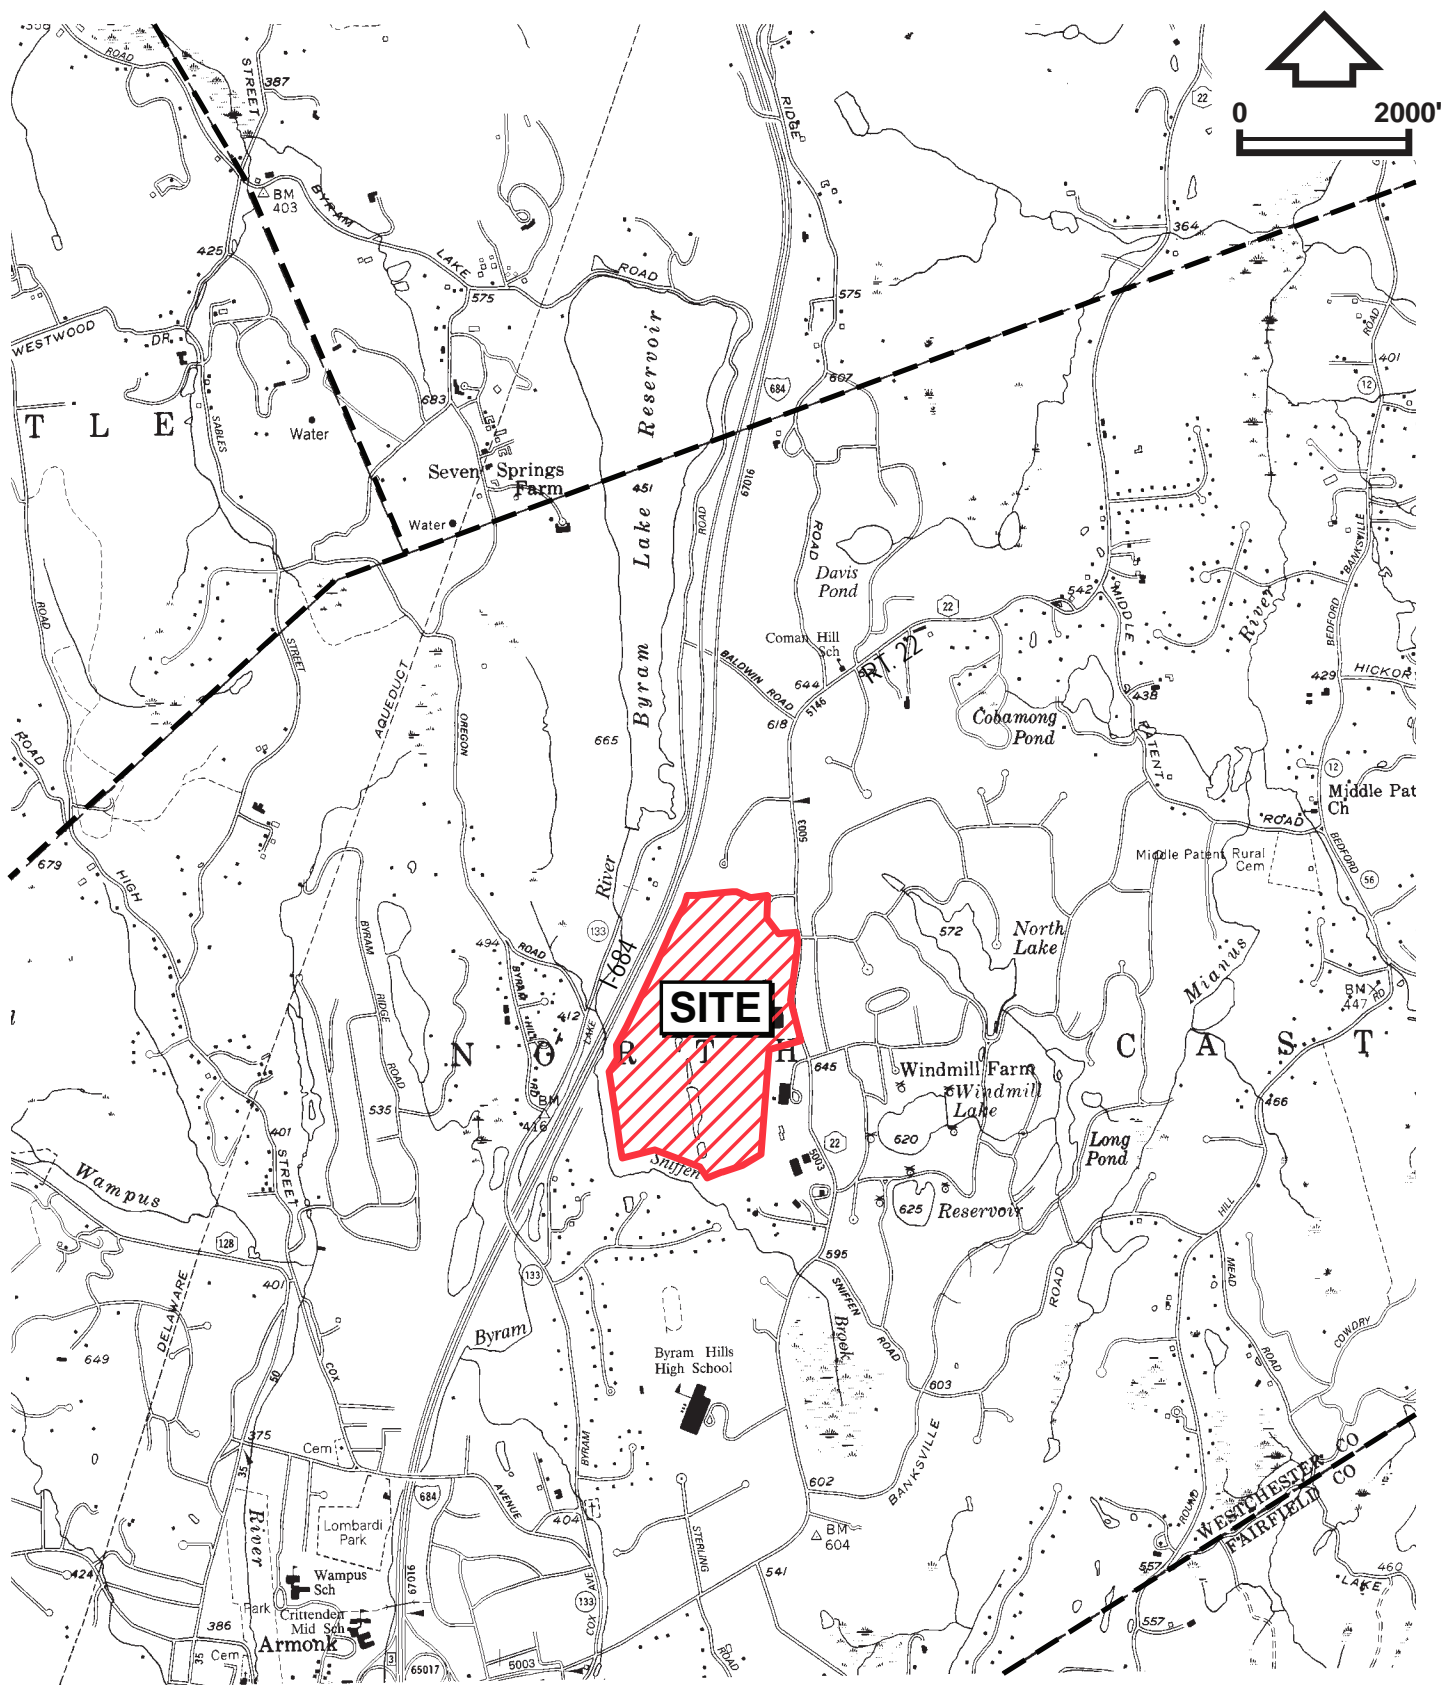 ROAD
STREET
387
RIDGE
22
0 2000'
BM
403
BYRAM
425
LAKE
575
ROAD
364
575
WESTWOOD
DR.
Reservoir
ROAD
401
12
684
607
683
T L E
SABLES
Water
Seven Springs
Farm
451
67016
Water
Lake
ROAD
ROAD
BANKSVILLE
Davis
Pond
542
22
MIDDLE
River
BEDFORD
ROAD
STREET
Coman Hill
Sch
RT. 22
BALDWIN ROAD
644
5146
618
Byram
429
HICKORY
438
AQUEDUCT
OREGON
665
Cobamong
Pond
PATENT
ROAD
12
Middle Pat
Ch
5003
ROAD
BEDFORD
679
HIGH
Middle Patent Rural
Cem
56
River
BYRAM
133
I-684
494
ROAD
572
North
Lake
Mianus
BM
447
RD
BYRAM
HILL
RD
RIDGE
ROAD
412
LAKE
SITE
N O R T H
C A S T
645
Windmill Farm
Windmill
Lake
535
BM
416
466
401
STREET
620
Long
Pond
22
5003
Sniffen
Wampus
625
Reservoir
HILL
128
595
401
133
MEAD
ROAD
SNIFFEN
ROAD
ROAD
DELAWARE
Byram
Brook
COWDRY
649
COX
Byram Hills
High School
603
50
375
Cem
BYRAM
BANKSVILLE
WESTCHESTER CO
FAIRFIELD CO
35
602
684
AVENUE
404
ROUND
River
Lombardi
Park
STERLING
BM
604
424
Wampus
Sch
67016
541
557
460
LAKE
Park
Crittenden
Mid Sch
133
COX AVE
557
386
Armonk
35
Cem
3
65017
5003
ROAD